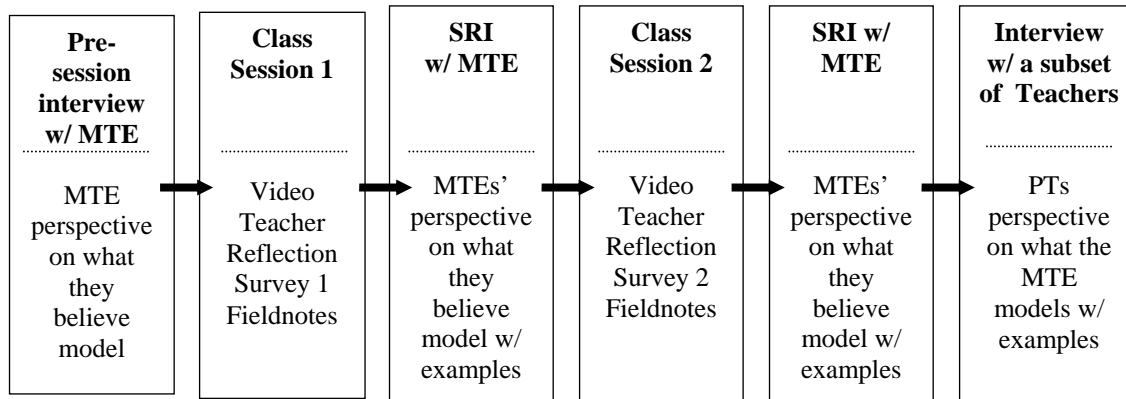 Pre-
session
interview
w/ MTE
MTE
perspective
on what
they
believe
model
Class
Session 1
Video
Teacher
Reflection
Survey 1
Fieldnotes
SRI
w/ MTE
MTEs’
perspective
on what
they
believe
model w/
examples
Class
Session 2
Video
Teacher
Reflection
Survey 2
Fieldnotes
SRI w/
MTE
MTEs’
perspective
on what
they
believe
model w/
examples
Interview
w/ a subset
of Teachers
PTs
perspective
on what the
MTE
models w/
examples